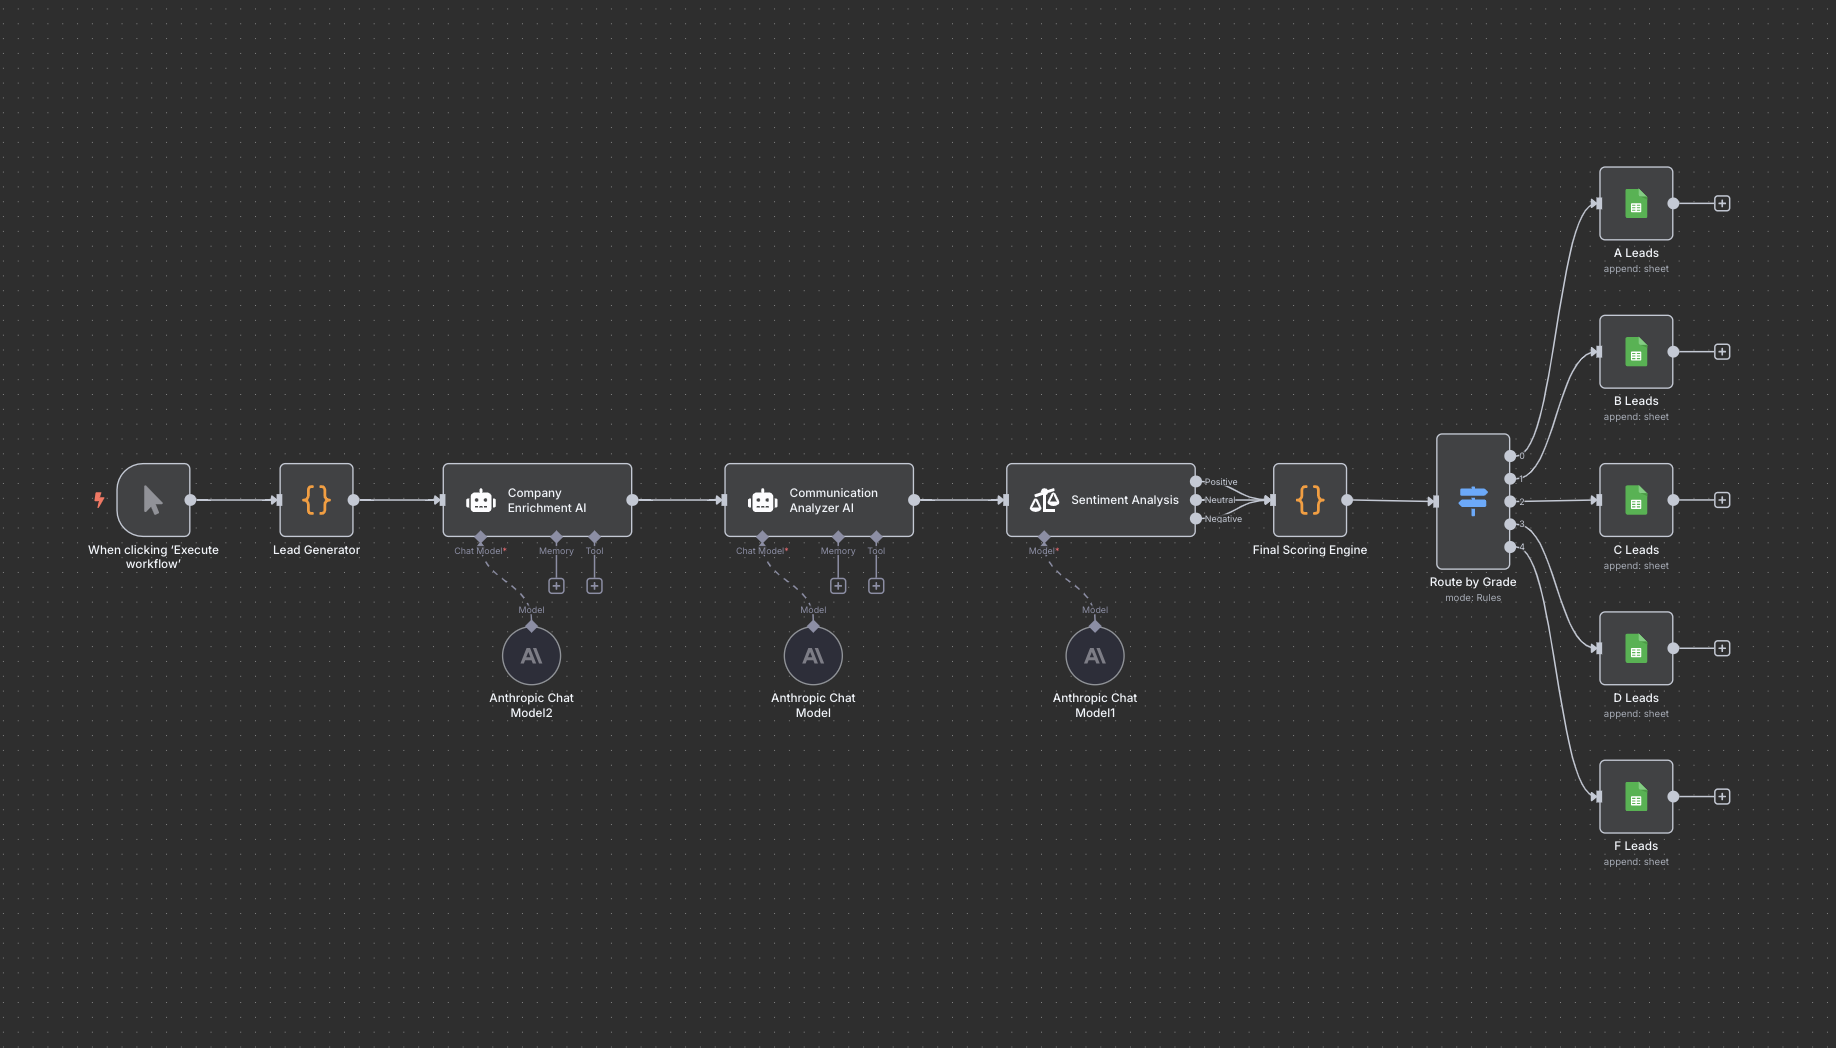 When clicking ‘Execute
workflow’
Lead Generator
Company
Enrichment AI
Chat Model*
Memory
Tool
Model
Anthropic Chat
Model2
Communication
Analyzer AI
Chat Model*
Memory
Tool
Model
Anthropic Chat
Model
Sentiment Analysis
Positive
Neutral
Negative
Model*
Model
Anthropic Chat
Model1
Final Scoring Engine
0
1
2
3
4
Route by Grade
mode: Rules
A Leads
append: sheet
B Leads
append: sheet
C Leads
append: sheet
D Leads
append: sheet
F Leads
append: sheet